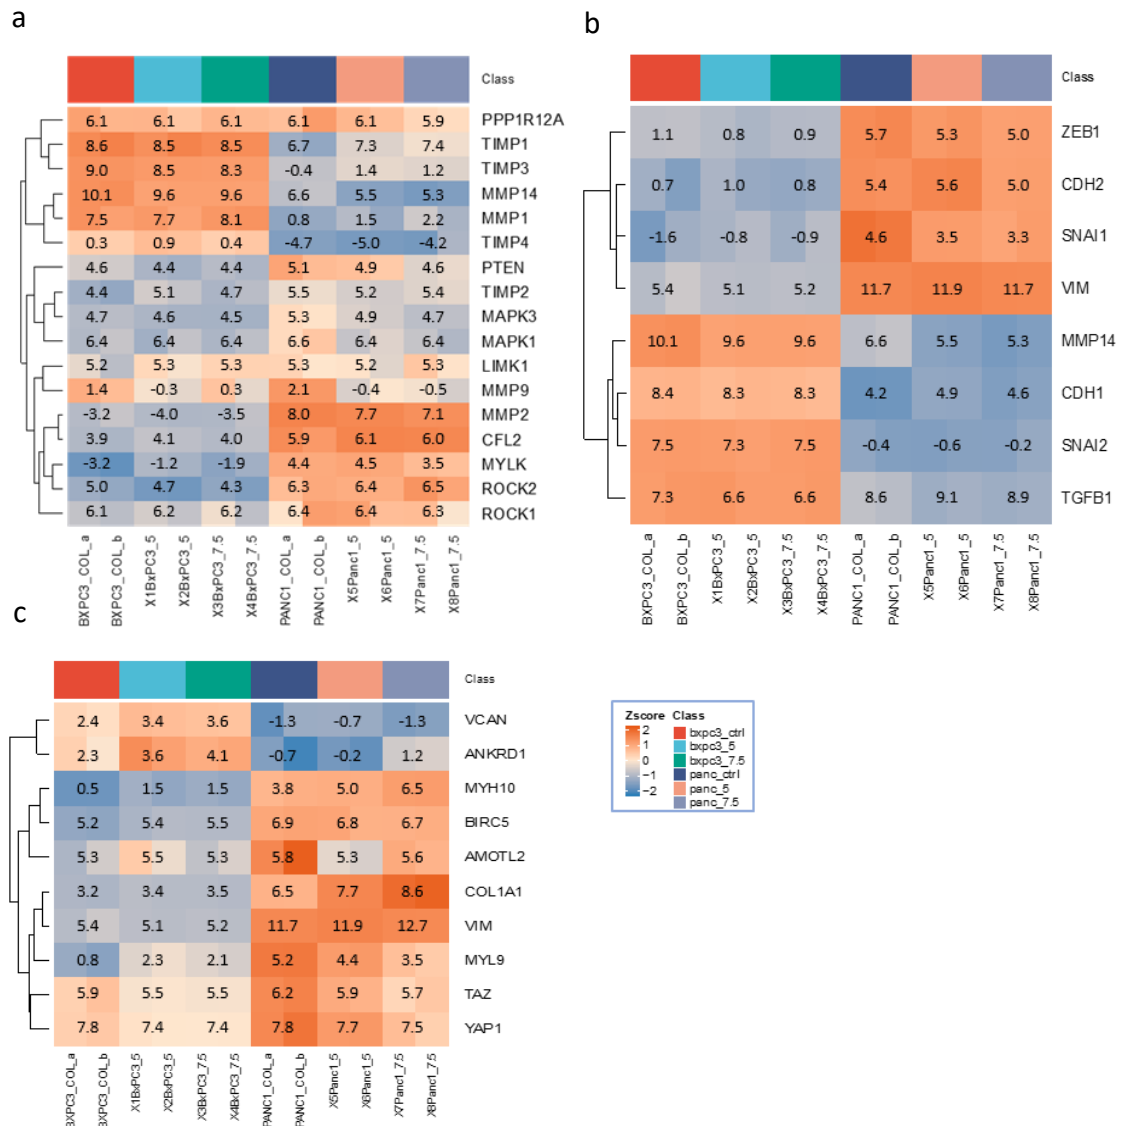 a
Class
6.1 6.1 6.1 6.1 6.1 5.9 PPP1R12A
8.6 8.5 8.5 6.7 7.3 7.4 TIMP1
9.0 8.5 8.3 -0.4 1.4 1.2 TIMP3
10.1 9.6 9.6 6.6 5.5 5.3 MMP14
7.5 7.7 8.1 0.8 1.5 2.2 MMP1
0.3 0.9 0.4 -4.7 -5.0 -4.2 TIMP4
4.6 4.4 4.4 5.1 4.9 4.6 PTEN
4.4 5.1 4.7 5.5 5.2 5.4 TIMP2
4.7 4.6 4.5 5.3 4.9 4.7 MAPK3
6.4 6.4 6.4 6.6 6.4 6.4 MAPK1
5.2 5.3 5.3 5.3 5.2 5.3 LIMK1
1.4 -0.3 0.3 2.1 -0.4 -0.5 MMP9
-3.2 -4.0 -3.5 8.0 7.7 7.1 MMP2
3.9 4.1 4.0 5.9 6.1 6.0 CFL2
-3.2 -1.2 -1.9 4.4 4.5 3.5 MYLK
5.0 4.7 4.3 6.3 6.4 6.5 ROCK2
6.1 6.2 6.2 6.4 6.4 6.3 ROCK1
BXPC3_COL_a
BXPC3_COL_b
X1BxPC3_5
X2BxPC3_5
X3BxPC3_7.5
X4BxPC3_7.5
PANC1_COL_a
PANC1_COL_b
X5Panc1_5
X6Panc1_5
X7Panc1_7.5
X8Panc1_7.5
b
Class
1.1 0.8 0.9 5.7 5.3 5.0 ZEB1
0.7 1.0 0.8 5.4 5.6 5.0 CDH2
-1.6 -0.8 -0.9 4.6 3.5 3.3 SNAI1
5.4 5.1 5.2 11.7 11.9 11.7 VIM
10.1 9.6 9.6 6.6 5.5 5.3 MMP14
8.4 8.3 8.3 4.2 4.9 4.6 CDH1
7.5 7.3 7.5 -0.4 -0.6 -0.2 SNAI2
7.3 6.6 6.6 8.6 9.1 8.9 TGFB1
BXPC3_COL_a
BXPC3_COL_b
X1BxPC3_5
X2BxPC3_5
X3BxPC3_7.5
X4BxPC3_7.5
PANC1_COL_a
PANC1_COL_b
X5Panc1_5
X6Panc1_5
X7Panc1_7.5
X8Panc1_7.5
c
Class
2.4 3.4 3.6 -1.3 -0.7 -1.3 VCAN
2.3 3.6 4.1 -0.7 -0.2 1.2 ANKRD1
0.5 1.5 1.5 3.8 5.0 6.5 MYH10
5.2 5.4 5.5 6.9 6.8 6.7 BIRC5
5.3 5.5 5.3 5.8 5.3 5.6 AMOTL2
3.2 3.4 3.5 6.5 7.7 8.6 COL1A1
5.4 5.1 5.2 11.7 11.9 12.7 VIM
0.8 2.3 2.1 5.2 4.4 3.5 MYL9
5.9 5.5 5.5 6.2 5.9 5.7 TAZ
7.8 7.4 7.4 7.8 7.7 7.5 YAP1
BXPC3_COL_a
BXPC3_COL_b
X1BxPC3_5
X2BxPC3_5
X3BxPC3_7.5
X4BxPC3_7.5
PANC1_COL_a
PANC1_COL_b
X5Panc1_5
X6Panc1_5
X7Panc1_7.5
X8Panc1_7.5
Zscore Class
2
1
0
−1
−2
bxpc3_ctrl
bxpc3_5
bxpc3_7.5
panc_ctrl
panc_5
panc_7.5